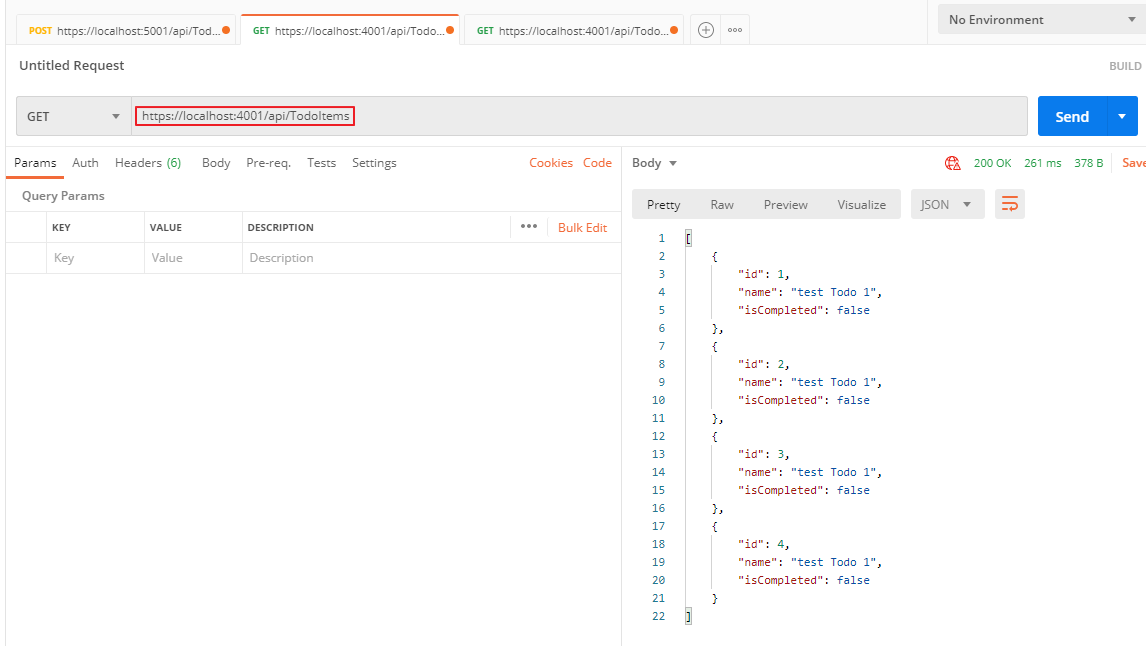 POST https://localhost:5001/api/Tod... GET https://localhost:4001/api/Todo... GET https://localhost:4001/api/Todo... No Environment
Untitled Request BUILD
GET https://localhost:4001/api/TodoItems Send
Params Auth Headers (6) Body Pre-req. Tests Settings Cookies Code
Query Params
KEY VALUE DESCRIPTION ••• Bulk Edit
Key Value Description
Body 200 OK 261 ms 378 B Save
Pretty Raw Preview Visualize JSON
1 [
2 {
3 "id": 1,
4 "name": "test Todo 1",
5 "isCompleted": false
6 },
7 {
8 "id": 2,
9 "name": "test Todo 1",
10 "isCompleted": false
11 },
12 {
13 "id": 3,
14 "name": "test Todo 1",
15 "isCompleted": false
16 },
17 {
18 "id": 4,
19 "name": "test Todo 1",
20 "isCompleted": false
21 }
22 ]